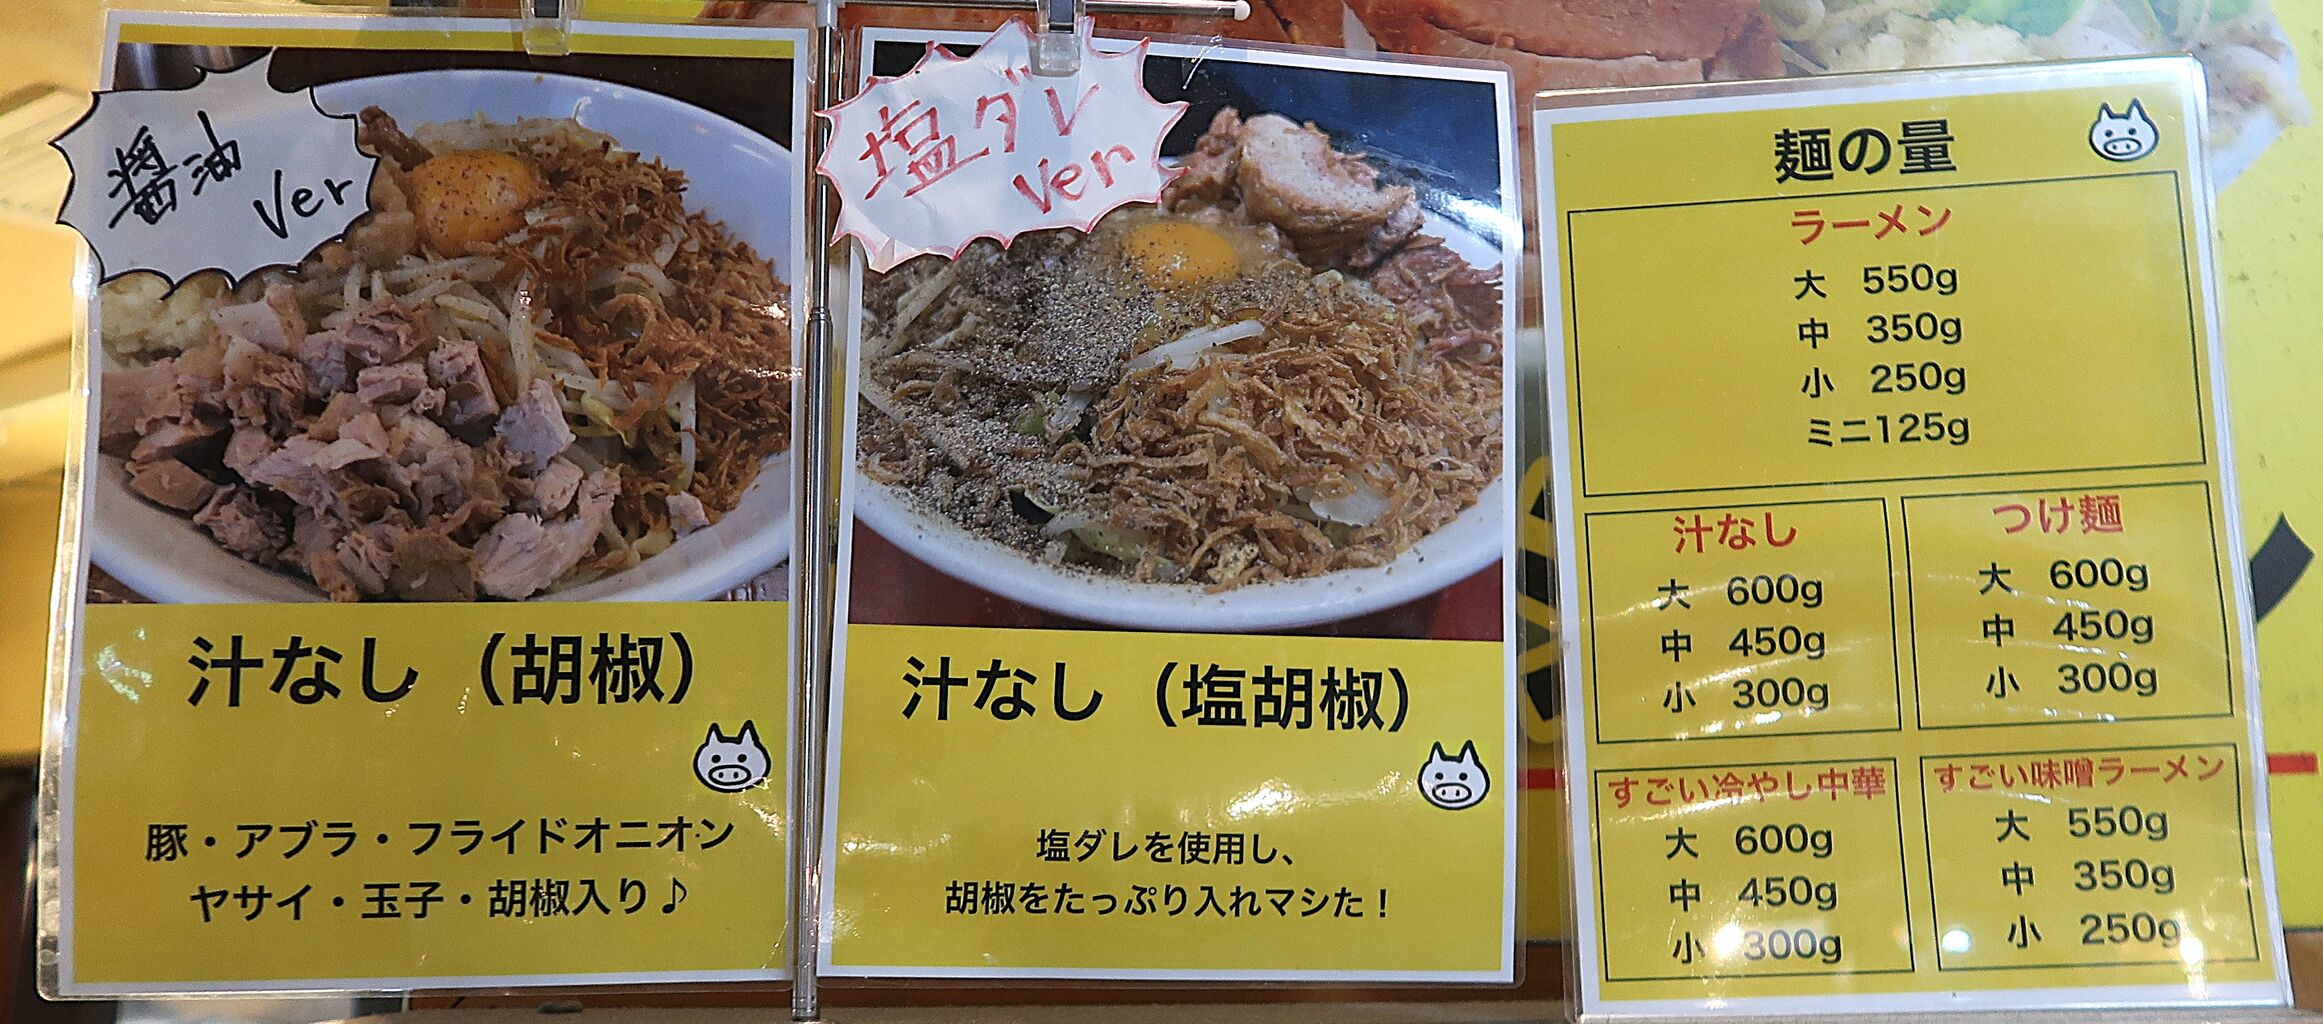 醤油
Ver
汁なし（胡椒）
豚・アブラ・フライドオニオン
ヤサイ・玉子・胡椒入り♪
塩ダレ
ver
汁なし（塩胡椒）
塩ダレを使用し、
胡椒をたっぷり入れマシた！
麺の量
ラーメン
大 550g
中 350g
小 250g
ミニ125g
汁なし
大 600g
中 450g
小 300g
つけ麺
大 600g
中 450g
小 300g
すごい冷やし中華
大 600g
中 450g
小 300g
すごい味噌ラーメン
大 550g
中 350g
小 250g